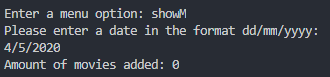 Enter a menu option: showM
Please enter a date in the format dd/mm/yyyy:
4/5/2020
Amount of movies added: 0